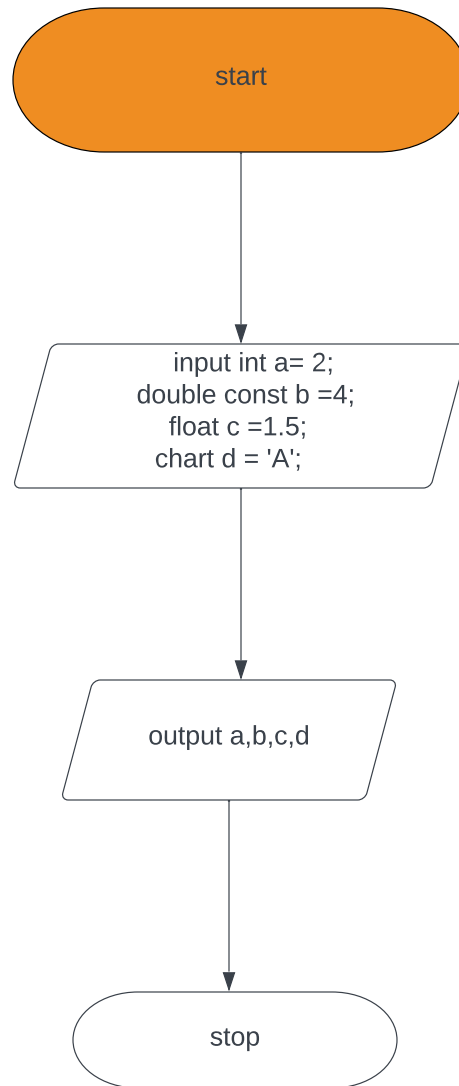 start
input int a= 2;
double const b =4;
float c =1.5;
chart d = 'A';
output a,b,c,d
stop